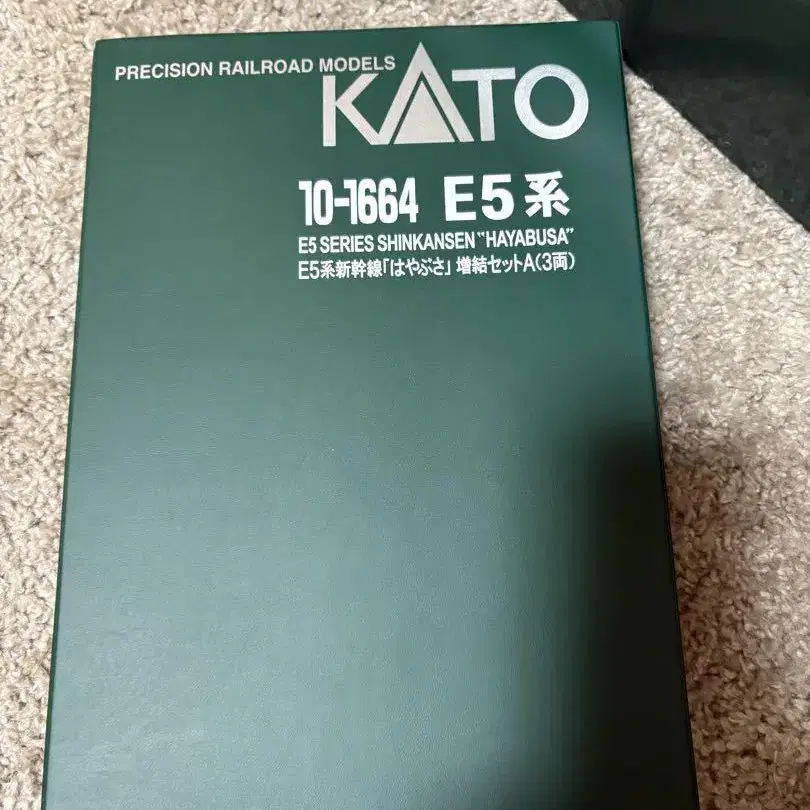 PRECISION RAILROAD MODELS
KATO
10-1664 E5系
E5 SERIES SHINKANSEN "HAYABUSA"
E5系新幹線「はやぶさ」増結セットA(3両)